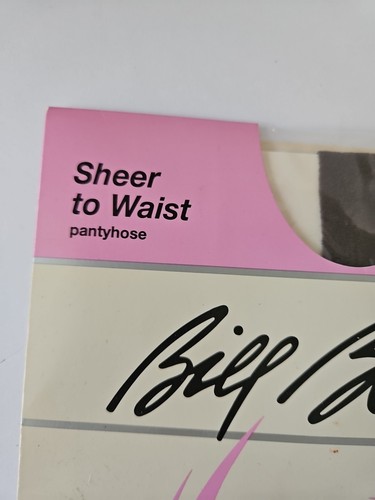 Sheer
to Waist
pantyhose
Bill